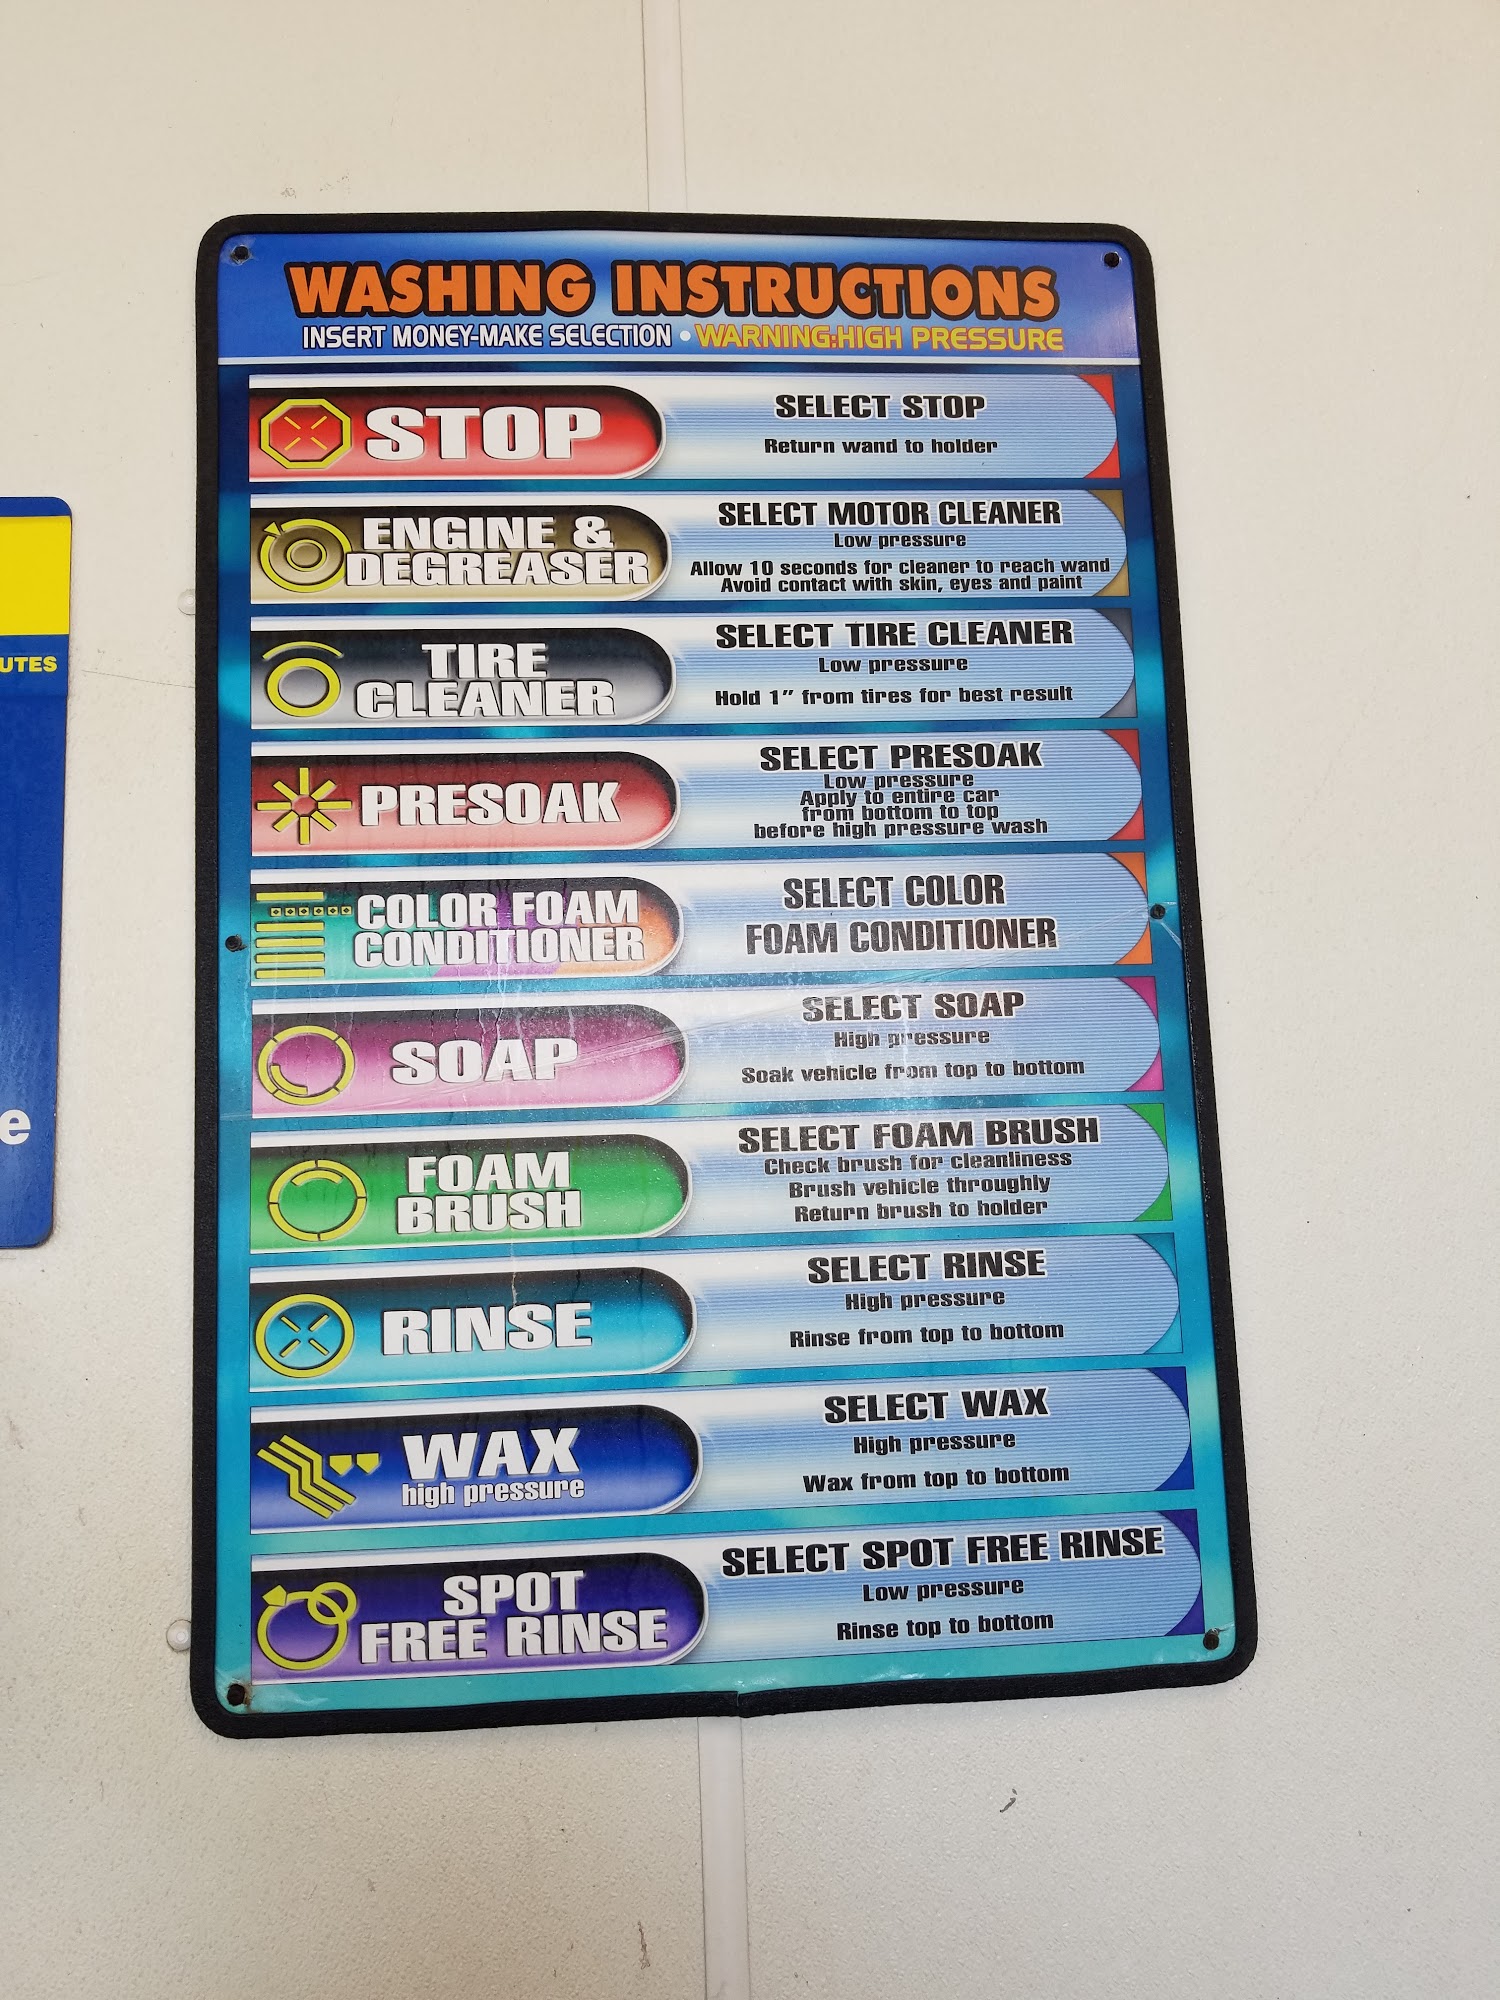 WASHING INSTRUCTIONS
INSERT MONEY-MAKE SELECTION • WARNING:HIGH PRESSURE
STOP
SELECT STOP
Return wand to holder
ENGINE &
DEGREASER
SELECT MOTOR CLEANER
Low pressure
Allow 10 seconds for cleaner to reach wand
Avoid contact with skin, eyes and paint
TIRE
CLEANER
SELECT TIRE CLEANER
Low pressure
Hold 1" from tires for best result
PRESOAK
SELECT PRESOAK
Low pressure
Apply to entire car
from bottom to top
before high pressure wash
COLOR FOAM
CONDITIONER
SELECT COLOR
FOAM CONDITIONER
SOAP
SELECT SOAP
High pressure
Soak vehicle from top to bottom
FOAM
BRUSH
SELECT FOAM BRUSH
Check brush for cleanliness
Brush vehicle throughly
Return brush to holder
RINSE
SELECT RINSE
High pressure
Rinse from top to bottom
WAX
high pressure
SELECT WAX
High pressure
Wax from top to bottom
SPOT
FREE RINSE
SELECT SPOT FREE RINSE
Low pressure
Rinse top to bottom
UTES
e